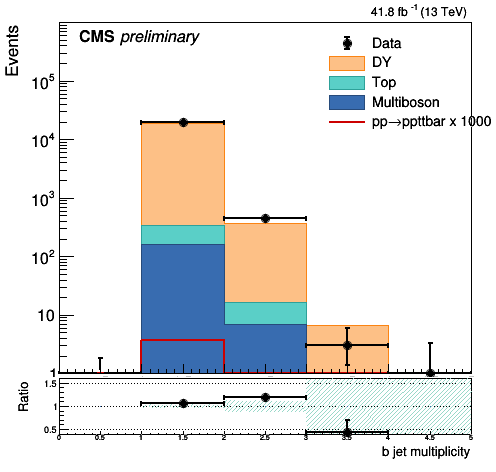 41.8 fb⁻¹ (13 TeV)
CMS preliminary
Events
Data
DY
Top
Multiboson
pp→ppttbar x 1000
10⁵
10⁴
10³
10²
10
1
Ratio
1.5
1
0.5
0 0.5 1 1.5 2 2.5 3 3.5 4 4.5 5
b jet multiplicity